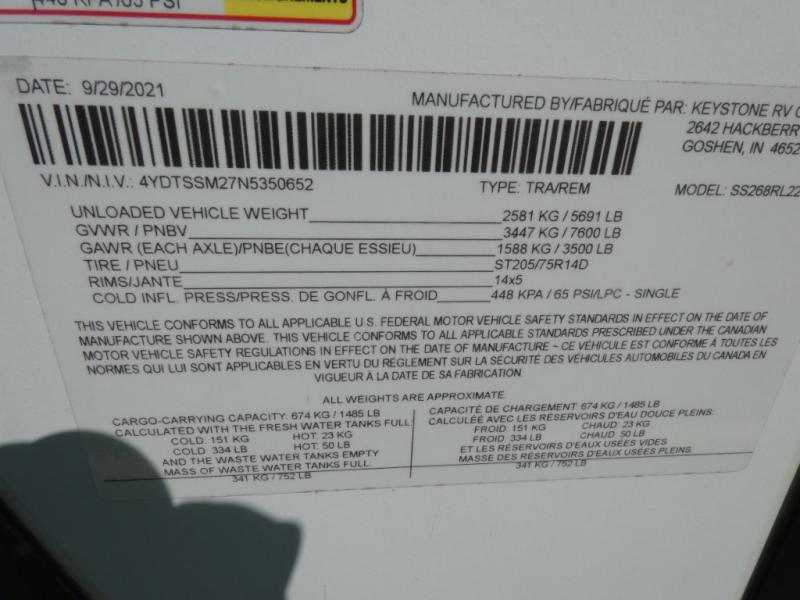 448 KPA /65 PSI
DATE: 9/29/2021
MANUFACTURED BY/FABRIQUÉ PAR: KEYSTONE RV
2642 HACKBERRY
GOSHEN, IN 4652
V.I.N./N.I.V.: 4YDTSSM27N5350652 TYPE: TRA/REM MODEL: SS268RL22
UNLOADED VEHICLE WEIGHT 2581 KG / 5691 LB
GVWR / PNBV 3447 KG / 7600 LB
GAWR (EACH AXLE)/PNBE(CHAQUE ESSIEU) 1588 KG / 3500 LB
TIRE / PNEU ST205/75R14D
RIMS/JANTE 14x5
COLD INFL. PRESS/PRESS. DE GONFL. À FROID 448 KPA / 65 PSI/LPC - SINGLE
THIS VEHICLE CONFORMS TO ALL APPLICABLE U.S. FEDERAL MOTOR VEHICLE SAFETY STANDARDS IN EFFECT ON THE DATE OF
MANUFACTURE SHOWN ABOVE. THIS VEHICLE CONFORMS TO ALL APPLICABLE STANDARDS PRESCRIBED UNDER THE CANADIAN
MOTOR VEHICLE SAFETY REGULATIONS IN EFFECT ON THE DATE OF MANUFACTURE ~ CE VÉHICULE EST CONFORME À TOUTES LES
NORMES QUI LUI SONT APPLICABLES EN VERTU DU RÈGLEMENT SUR LA SÉCURITÉ DES VÉHICULES AUTOMOBILES DU CANADA EN
VIGUEUR À LA DATE DE SA FABRICATION.
ALL WEIGHTS ARE APPROXIMATE.
CARGO-CARRYING CAPACITY: 674 KG / 1485 LB
CALCULATED WITH THE FRESH WATER TANKS FULL:
COLD: 151 KG HOT: 23 KG
COLD: 334 LB HOT: 50 LB
AND THE WASTE WATER TANKS EMPTY
MASS OF WASTE WATER TANKS FULL:
341 KG / 752 LB
CAPACITÉ DE CHARGEMENT: 674 KG / 1485 LB
CALCULÉE AVEC LES RÉSERVOIRS D'EAU DOUCE PLEINS:
FROID: 151 KG CHAUD: 23 KG
FROID: 334 LB CHAUD: 50 LB
ET LES RÉSERVOIRS D'EAUX USÉES VIDES
MASSE DES RÉSERVOIRS D'EAUX USÉES PLEINS:
341 KG / 752 LB